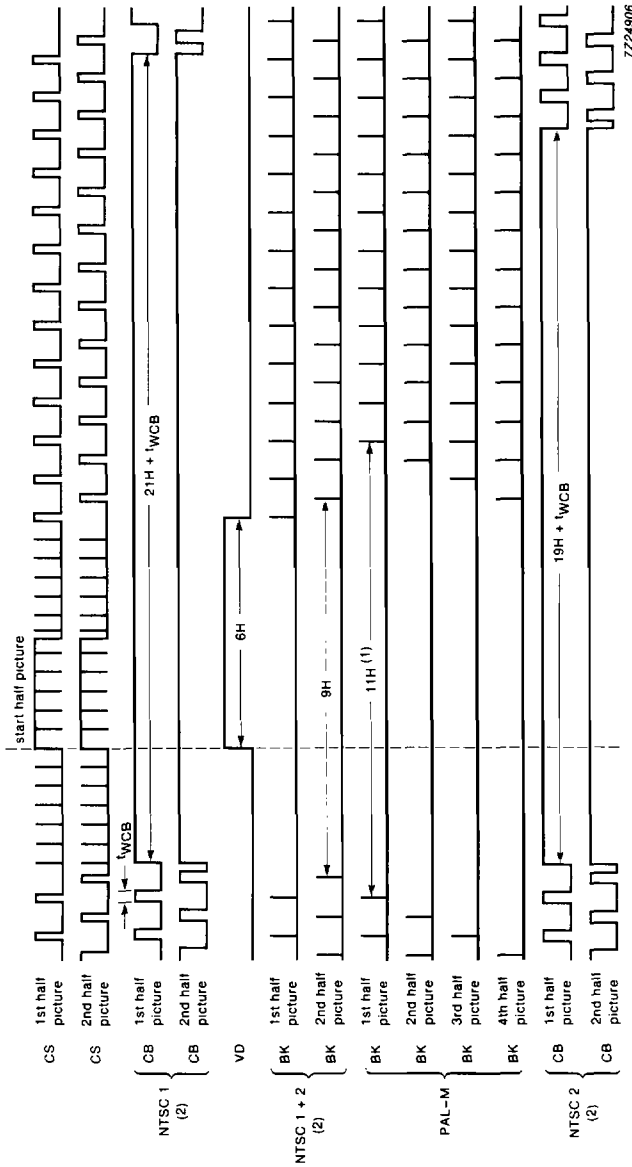 start half picture
CS
1st half
picture
CS
2nd half
picture
tWCB
NTSC 1
(2)
CB
1st half
picture
21H + tWCB
CB
2nd half
picture
VD
6H
NTSC 1 + 2
(2)
BK
1st half
picture
BK
2nd half
picture
9H
PAL-M
BK
1st half
picture
11H (1)
BK
2nd half
picture
BK
3rd half
picture
BK
4th half
picture
NTSC 2
(2)
CB
1st half
picture
19H + tWCB
CB
2nd half
picture
7Z24906